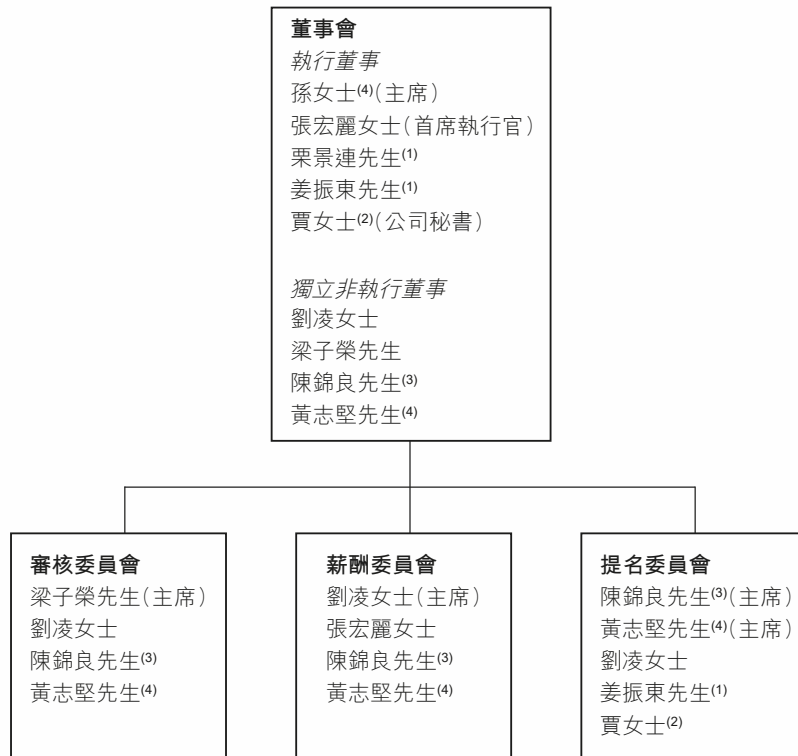 董事會
執行董事
孫女士(4)(主席)
張宏麗女士(首席執行官)
栗景連先生(1)
姜振東先生(1)
賈女士(2)(公司秘書)
獨立非執行董事
劉凌女士
梁子榮先生
陳錦良先生(3)
黃志堅先生(4)
審核委員會
梁子榮先生(主席)
劉凌女士
陳錦良先生(3)
黃志堅先生(4)
薪酬委員會
劉凌女士(主席)
張宏麗女士
陳錦良先生(3)
黃志堅先生(4)
提名委員會
陳錦良先生(3)(主席)
黃志堅先生(4)(主席)
劉凌女士
姜振東先生(1)
賈女士(2)